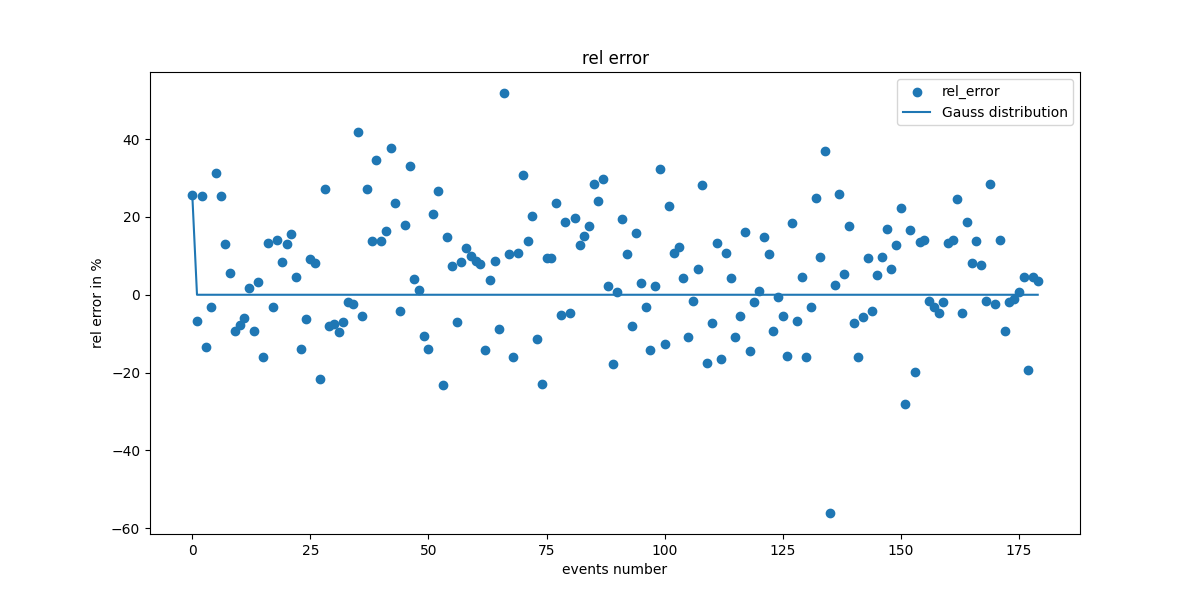 rel error
rel_error
Gauss distribution
rel error in %
40
20
0
−20
−40
−60
0 25 50 75 100 125 150 175
events number